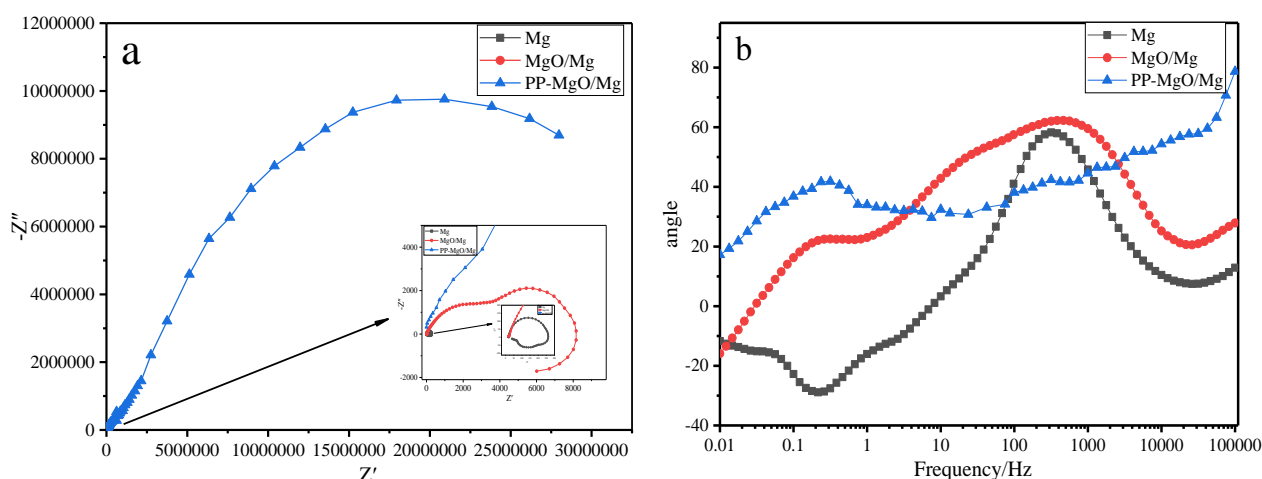 a
Mg
MgO/Mg
PP-MgO/Mg
-Z″
12000000
10000000
8000000
6000000
4000000
2000000
0
0
5000000
10000000
15000000
20000000
25000000
30000000
Z′
Mg
MgO/Mg
PP-MgO/Mg
4000
2000
0
-2000
0
2000
4000
6000
8000
Z′
b
Mg
MgO/Mg
PP-MgO/Mg
angle
80
60
40
20
0
-20
-40
0.01
0.1
1
10
100
1000
10000
100000
Frequency/Hz